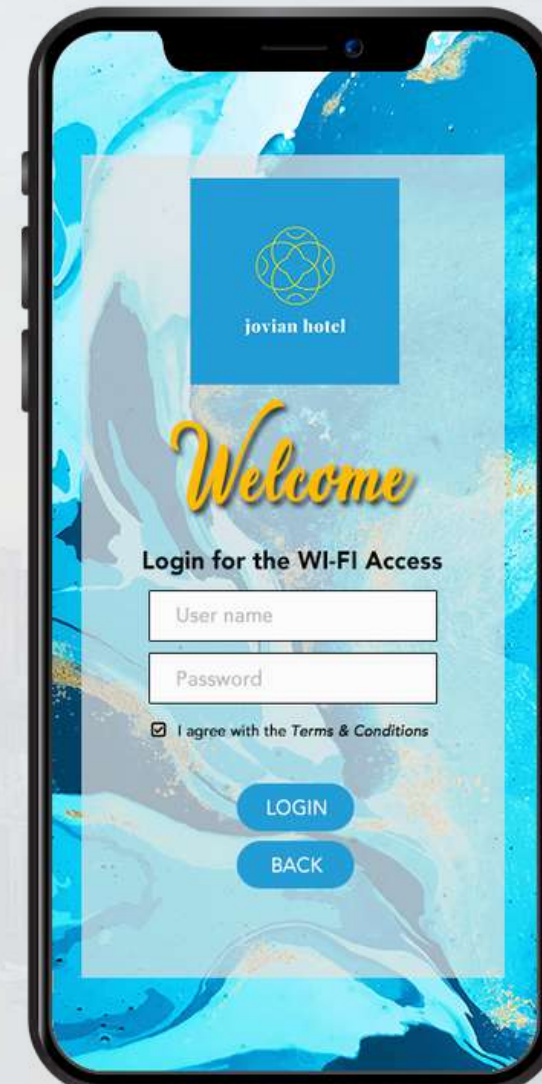 jovian hotel
Welcome
Login for the WI-FI Access
User name
Password
I agree with the Terms & Conditions
LOGIN
BACK